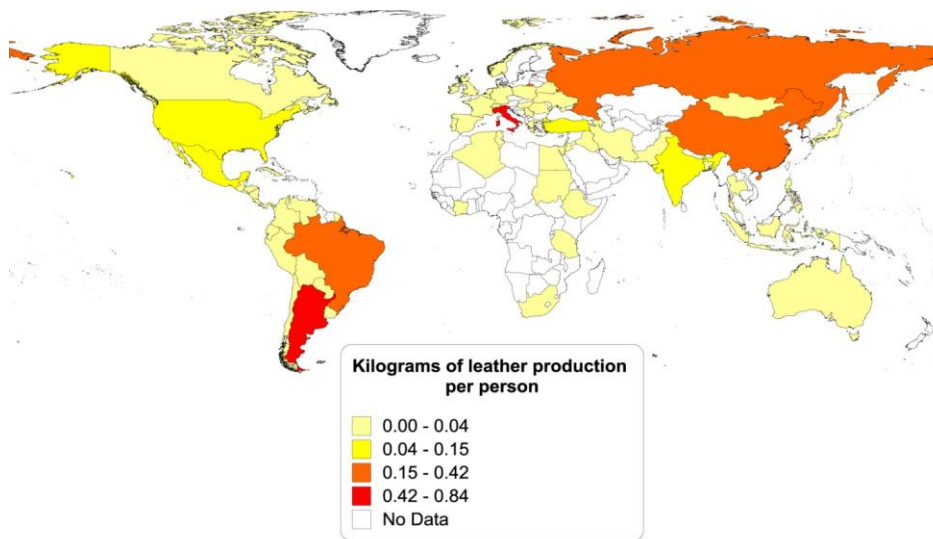 Kilograms of leather production
per person
0.00 - 0.04
0.04 - 0.15
0.15 - 0.42
0.42 - 0.84
No Data